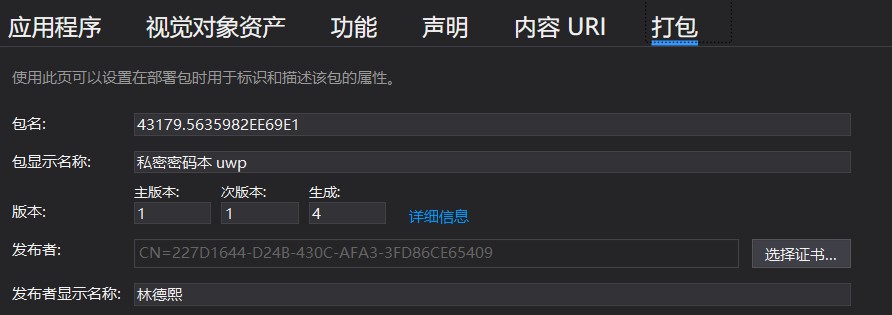 应用程序 视觉对象资产 功能 声明 内容 URI 打包
使用此页可以设置在部署包时用于标识和描述该包的属性。
包名: 43179.5635982EE69E1
包显示名称: 私密密码本 uwp
主版本: 次版本: 生成:
版本: 1 1 4 详细信息
发布者: CN=227D1644-D24B-430C-AFA3-3FD86CE65409 选择证书...
发布者显示名称: 林德熙